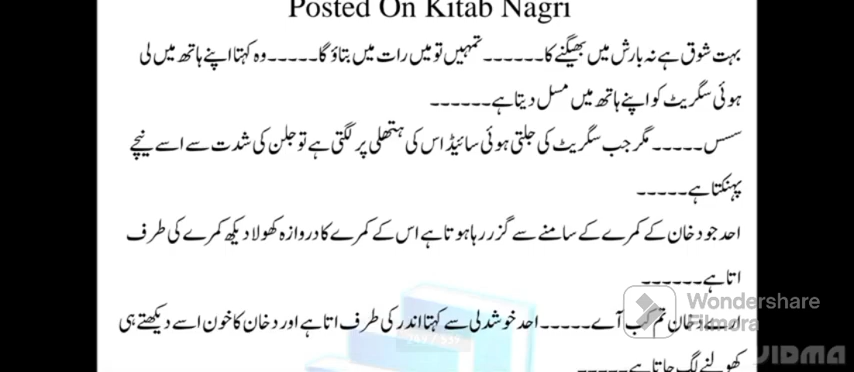 Posted On Kitab Nagri
بہت شوق ہے نہ بارش میں بھیگنے کا۔۔۔۔۔۔ تمہیں تو میں رات میں بتاؤ گا۔۔۔۔۔ وہ کہتا اپنے ہاتھ میں لی
ہوئی سگریٹ کو اپنے ہاتھ میں مسل دیتا ہے۔۔۔۔۔۔
سسس۔۔۔۔۔ مگر جب سگریٹ کی جلتی ہوئی سائیڈ اس کی ہتھلی پر لگتی ہے تو جلن کی شدت سے اسے نیچے
پھنکتا ہے۔۔۔۔۔
احد جو دخان کے کمرے کے سامنے سے گزر رہا ہوتا ہے اس کے کمرے کا دروازہ کھولا دیکھ کمرے کی طرف
اتا ہے۔۔۔۔۔۔
ارے دخان تم کب آے۔۔۔۔۔ احد خوشدلی سے کہتا اندر کی طرف اتا ہے اور دخان کا خون اسے دیکھتے ہی
کھولنے لگ جاتا ہے۔۔۔۔۔
Wondershare
Filmora
VIDMA